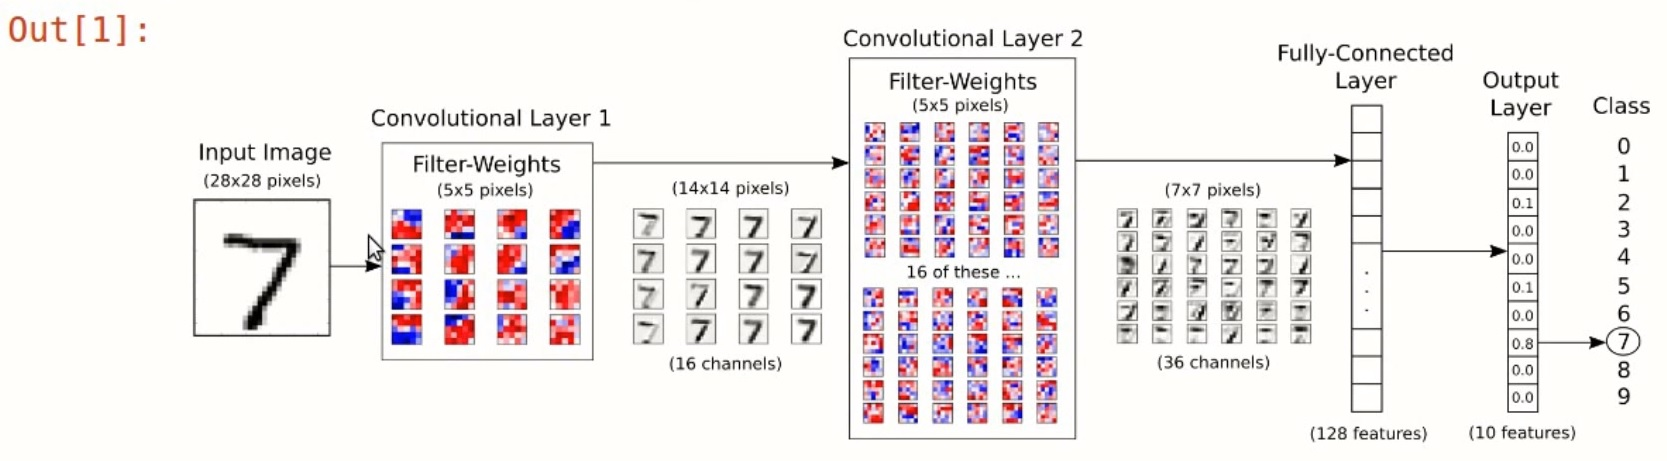 Out[1]:
Input Image
(28x28 pixels)
Convolutional Layer 1
Filter-Weights
(5x5 pixels)
(14x14 pixels)
(16 channels)
Convolutional Layer 2
Filter-Weights
(5x5 pixels)
16 of these ...
(7x7 pixels)
(36 channels)
Fully-Connected
Layer
(128 features)
Output
Layer
0.0
0.0
0.1
0.0
0.0
0.1
0.0
0.8
0.0
0.0
(10 features)
Class
0
1
2
3
4
5
6
7
8
9